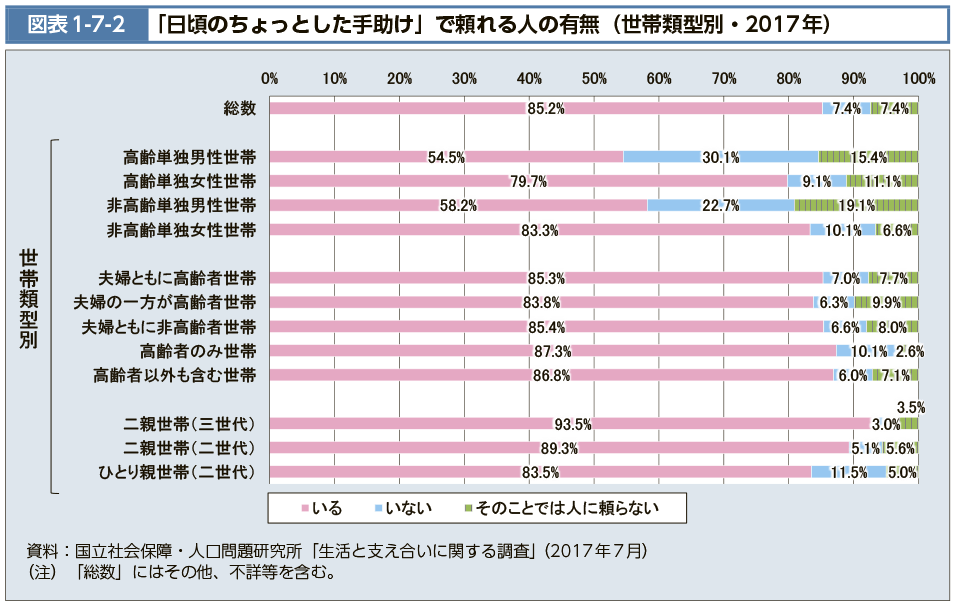 図表1-7-2 「日頃のちょっとした手助け」で頼れる人の有無(世帯類型別・2017年)
0% 10% 20% 30% 40% 50% 60% 70% 80% 90% 100%
総数 85.2% 7.4% 7.4%
世帯類型別
高齢単独男性世帯 54.5% 30.1% 15.4%
高齢単独女性世帯 79.7% 9.1% 11.1%
非高齢単独男性世帯 58.2% 22.7% 19.1%
非高齢単独女性世帯 83.3% 10.1% 6.6%
夫婦ともに高齢者世帯 85.3% 7.0% 7.7%
夫婦の一方が高齢者世帯 83.8% 6.3% 9.9%
夫婦ともに非高齢者世帯 85.4% 6.6% 8.0%
高齢者のみ世帯 87.3% 10.1% 2.6%
高齢者以外も含む世帯 86.8% 6.0% 7.1%
3.5%
二親世帯(三世代) 93.5% 3.0%
二親世帯(二世代) 89.3% 5.1% 5.6%
ひとり親世帯(二世代) 83.5% 11.5% 5.0%
いる いない そのことでは人に頼らない
資料:国立社会保障・人口問題研究所「生活と支え合いに関する調査」(2017年7月)
(注) 「総数」にはその他、不詳等を含む。